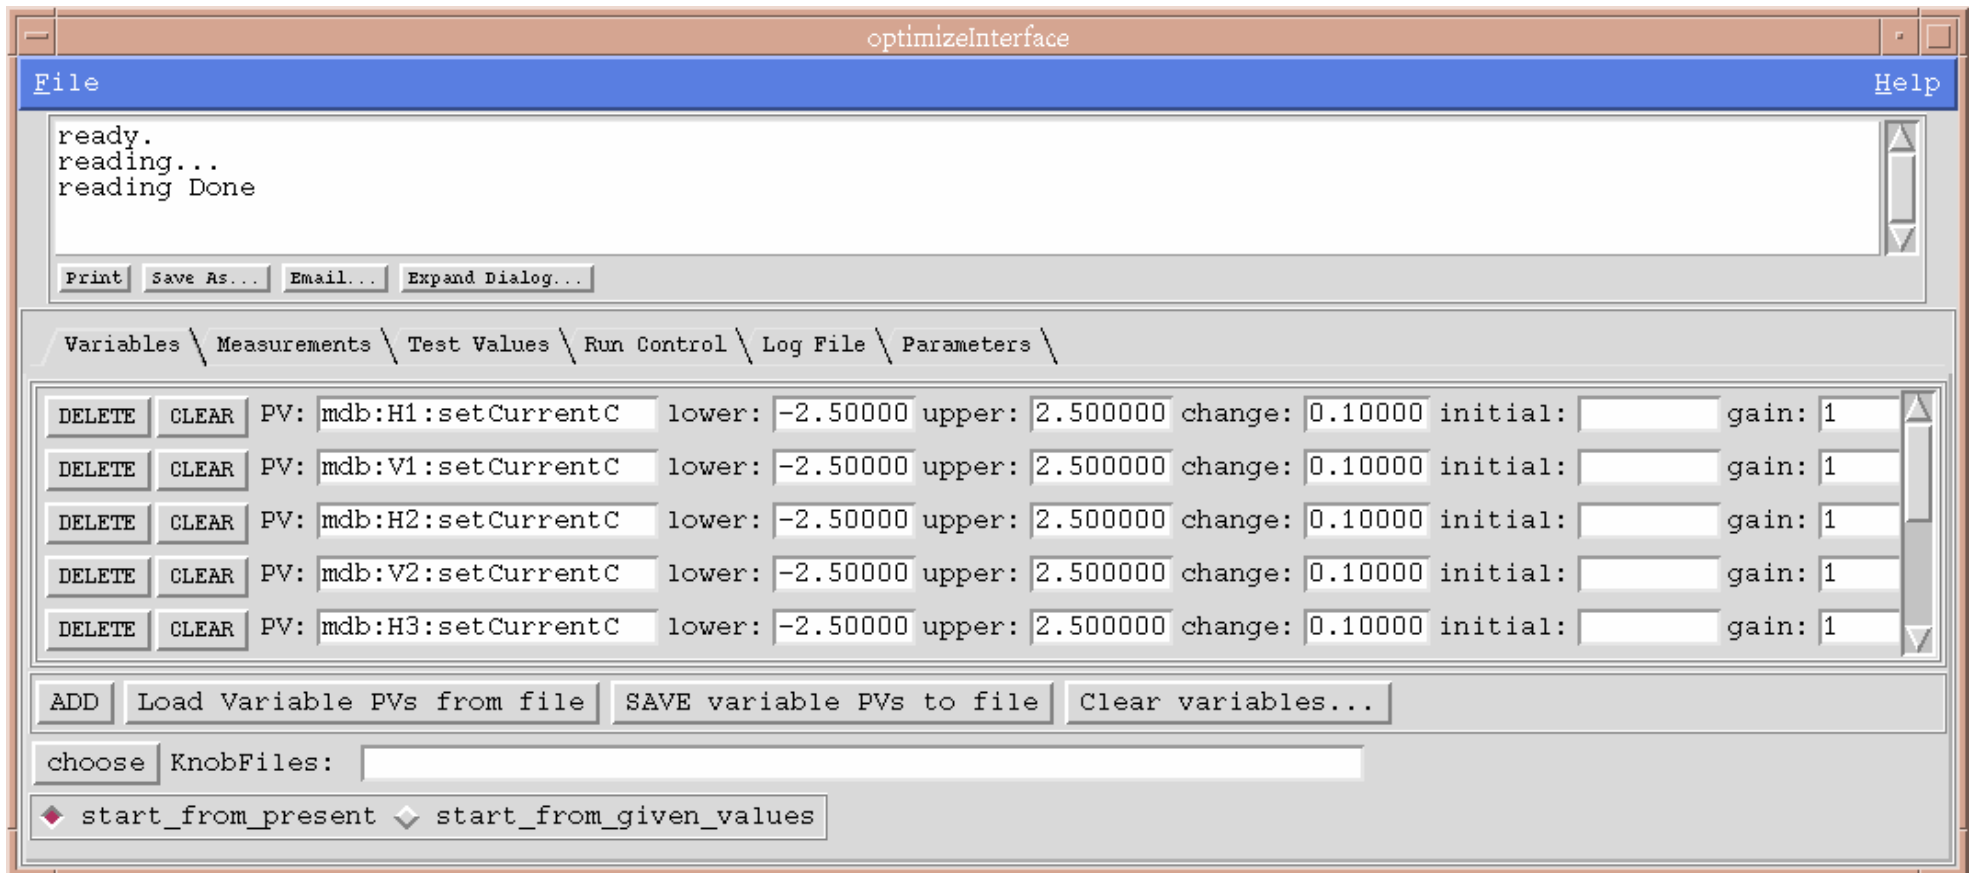 optimizeInterface
File Help
ready.
reading...
reading Done
Print Save As... Email... Expand Dialog...
Variables Measurements Test Values Run Control Log File Parameters
DELETE CLEAR PV: mdb:H1:setCurrentC lower: -2.50000 upper: 2.500000 change: 0.10000 initial: gain: 1
DELETE CLEAR PV: mdb:V1:setCurrentC lower: -2.50000 upper: 2.500000 change: 0.10000 initial: gain: 1
DELETE CLEAR PV: mdb:H2:setCurrentC lower: -2.50000 upper: 2.500000 change: 0.10000 initial: gain: 1
DELETE CLEAR PV: mdb:V2:setCurrentC lower: -2.50000 upper: 2.500000 change: 0.10000 initial: gain: 1
DELETE CLEAR PV: mdb:H3:setCurrentC lower: -2.50000 upper: 2.500000 change: 0.10000 initial: gain: 1
ADD Load Variable PVs from file SAVE variable PVs to file Clear variables...
choose KnobFiles:
start_from_present start_from_given_values